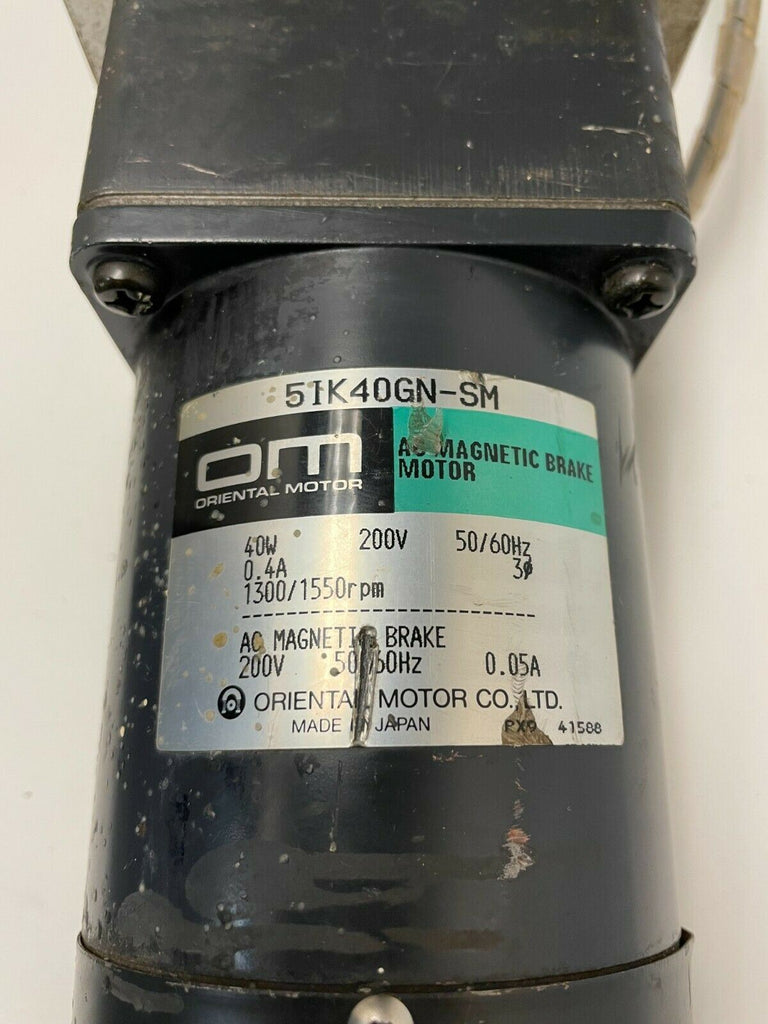 5IK40GN-SM
OM
ORIENTAL MOTOR
AC MAGNETIC BRAKE
MOTOR
40W 200V 50/60Hz
0.4A 3ϕ
1300/1550rpm
AC MAGNETIC BRAKE
200V 50/60Hz 0.05A
ORIENTAL MOTOR CO., LTD.
MADE IN JAPAN 41588